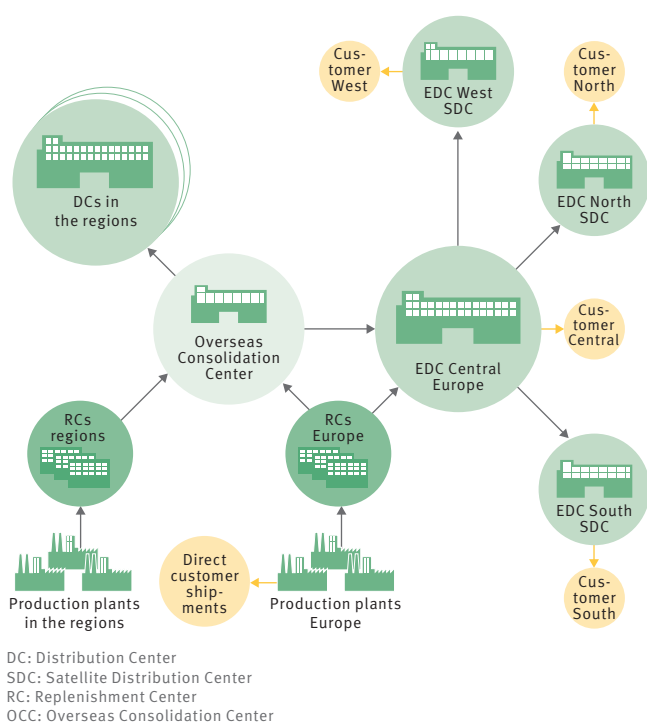 Cus-
tomer
West
EDC West
SDC
Cus-
tomer
North
EDC North
SDC
DCs in
the regions
Overseas
Consolidation
Center
EDC Central
Europe
Cus-
tomer
Central
RCs
regions
RCs
Europe
EDC South
SDC
Cus-
tomer
South
Production plants
in the regions
Direct
customer
ship-
ments
Production plants
Europe
DC: Distribution Center
SDC: Satellite Distribution Center
RC: Replenishment Center
OCC: Overseas Consolidation Center